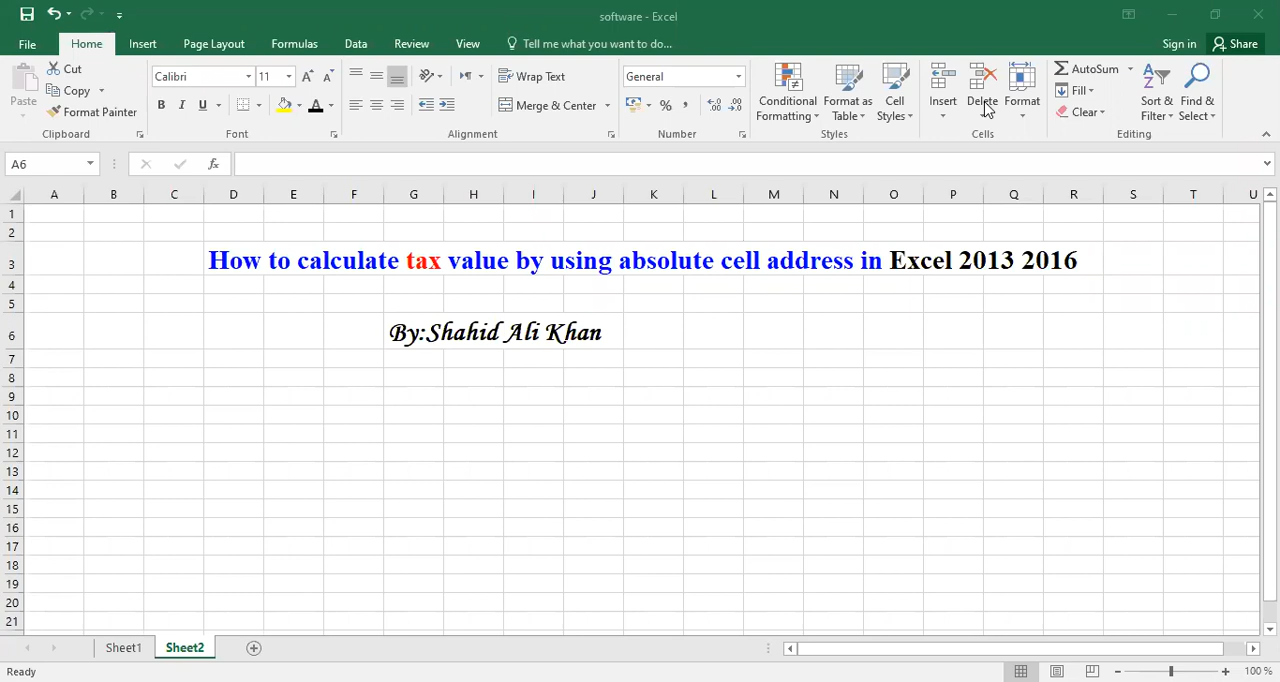 software - Excel
File Home Insert Page Layout Formulas Data Review View Tell me what you want to do... Sign in Share
Paste Cut Copy Format Painter Clipboard
Calibri 11 B I U A Font
Wrap Text Merge & Center Alignment
General % , Number
Conditional Formatting Format as Table Cell Styles Styles
Insert Delete Format Cells
AutoSum Fill Clear Sort & Filter Find & Select Editing
A6 fx
A B C D E F G H I J K L M N O P Q R S T U
1
2
3 How to calculate tax value by using absolute cell address in Excel 2013 2016
4
5
6 By:Shahid Ali Khan
7
8
9
10
11
12
13
14
15
16
17
18
19
20
21
Sheet1 Sheet2
Ready 100 %